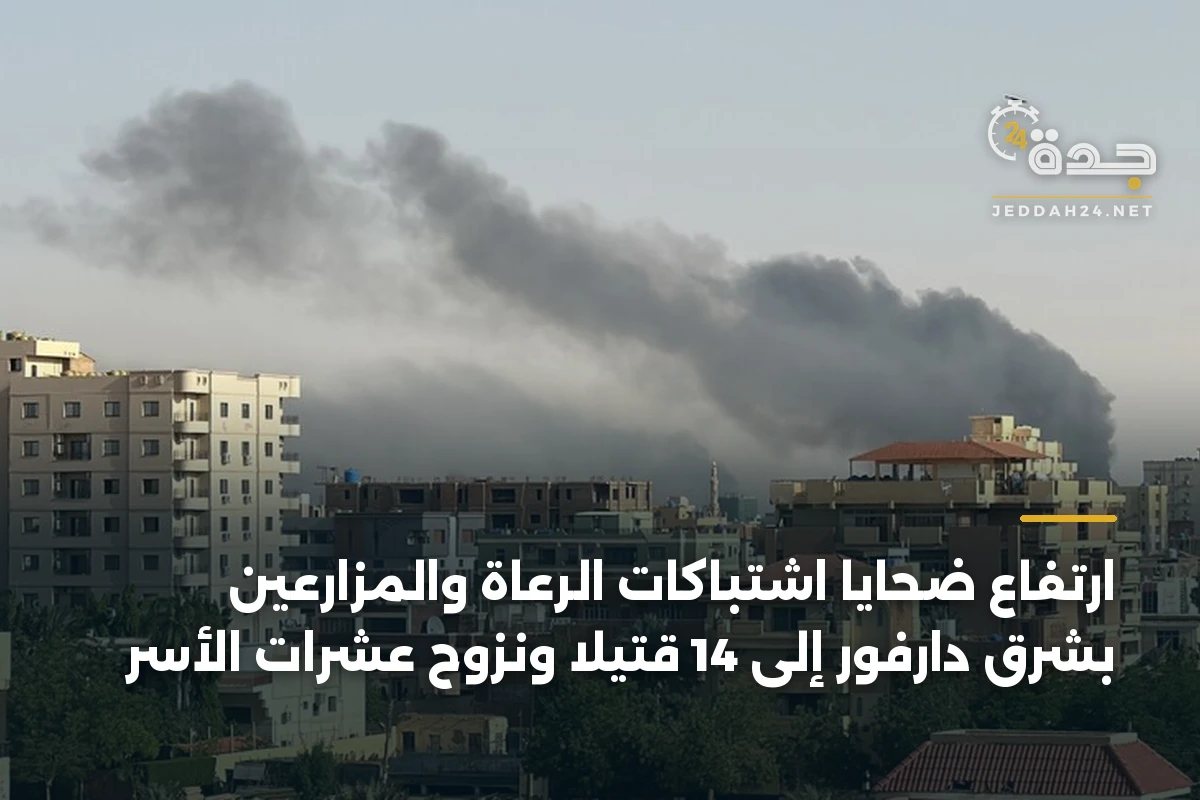 جدة
24
JEDDAH24.NET
ارتفاع ضحايا اشتباكات الرعاة والمزارعين
بشرق دارفور إلى 14 قتيلا ونزوح عشرات الأسر